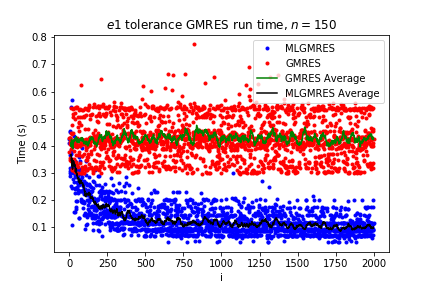 e1 tolerance GMRES run time, n = 150
MLGMRES
GMRES
GMRES Average
MLGMRES Average
Time (s)
0.8
0.7
0.6
0.5
0.4
0.3
0.2
0.1
0 250 500 750 1000 1250 1500 1750 2000
i